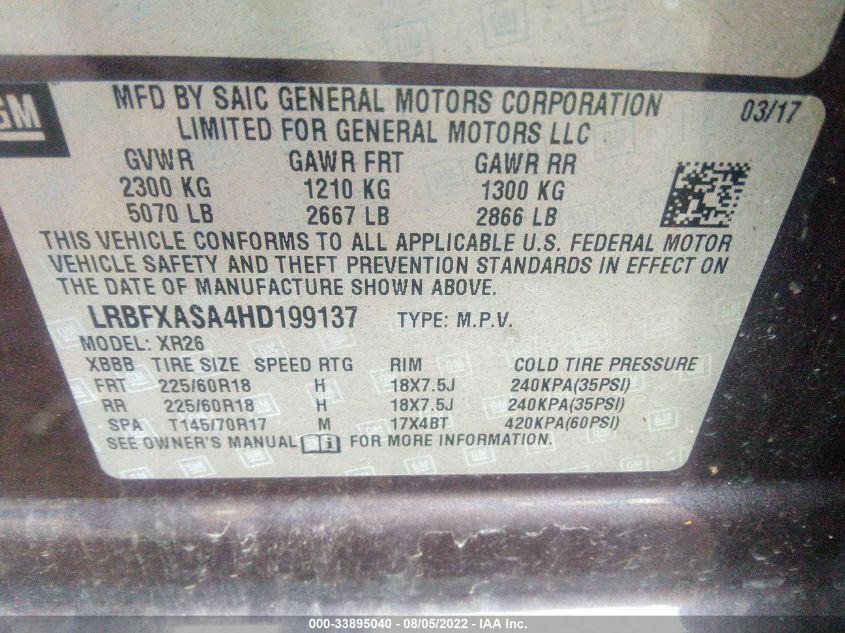 GM
MFD BY SAIC GENERAL MOTORS CORPORATION 03/17
LIMITED FOR GENERAL MOTORS LLC
GVWR GAWR FRT GAWR RR
2300 KG 1210 KG 1300 KG
5070 LB 2667 LB 2866 LB
THIS VEHICLE CONFORMS TO ALL APPLICABLE U.S. FEDERAL MOTOR
VEHICLE SAFETY AND THEFT PREVENTION STANDARDS IN EFFECT ON
THE DATE OF MANUFACTURE SHOWN ABOVE.
LRBFXASA4HD199137 TYPE: M.P.V.
MODEL: XR26
XBBB TIRE SIZE SPEED RTG RIM COLD TIRE PRESSURE
FRT 225/60R18 H 18X7.5J 240KPA(35PSI)
RR 225/60R18 H 18X7.5J 240KPA(35PSI)
SPA T145/70R17 M 17X4BT 420KPA(60PSI)
SEE OWNER'S MANUAL i FOR MORE INFORMATION.
000-33895040 - 08/05/2022 - IAA Inc.